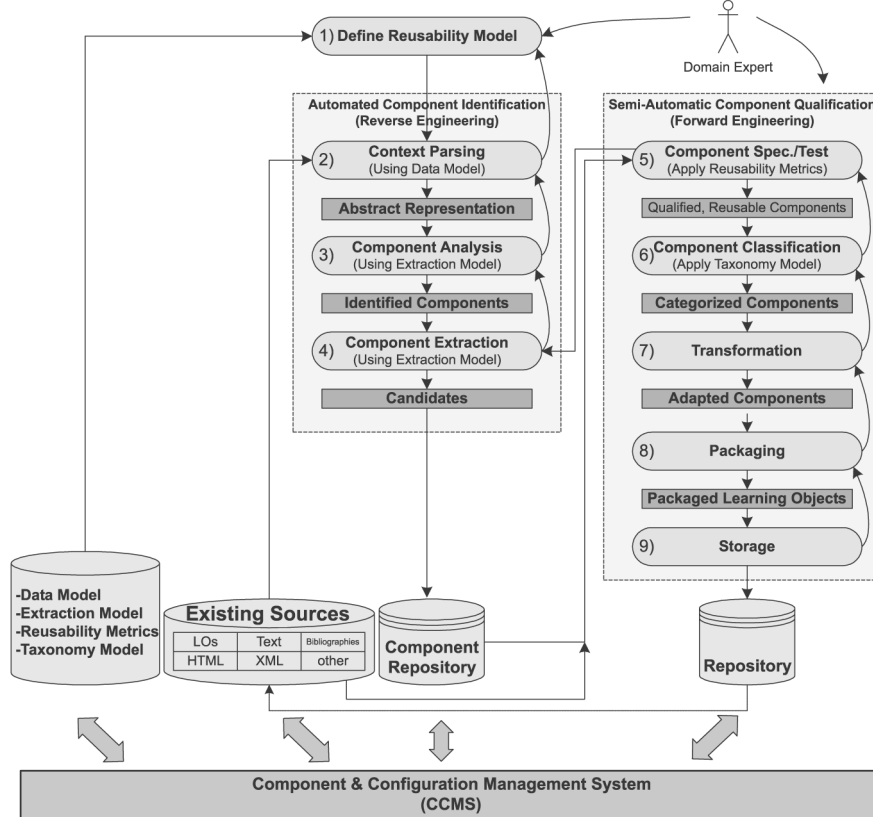 1) Define Reusability Model
Domain Expert
Automated Component Identification
(Reverse Engineering)
2) Context Parsing
(Using Data Model)
Abstract Representation
3) Component Analysis
(Using Extraction Model)
Identified Components
4) Component Extraction
(Using Extraction Model)
Candidates
Semi-Automatic Component Qualification
(Forward Engineering)
5) Component Spec./Test
(Apply Reusability Metrics)
Qualified, Reusable Components
6) Component Classification
(Apply Taxonomy Model)
Categorized Components
7) Transformation
Adapted Components
8) Packaging
Packaged Learning Objects
9) Storage
-Data Model
-Extraction Model
-Reusability Metrics
-Taxonomy Model
Existing Sources
LOs Text Bibliographies
HTML XML other
Component
Repository
Repository
Component & Configuration Management System
(CCMS)